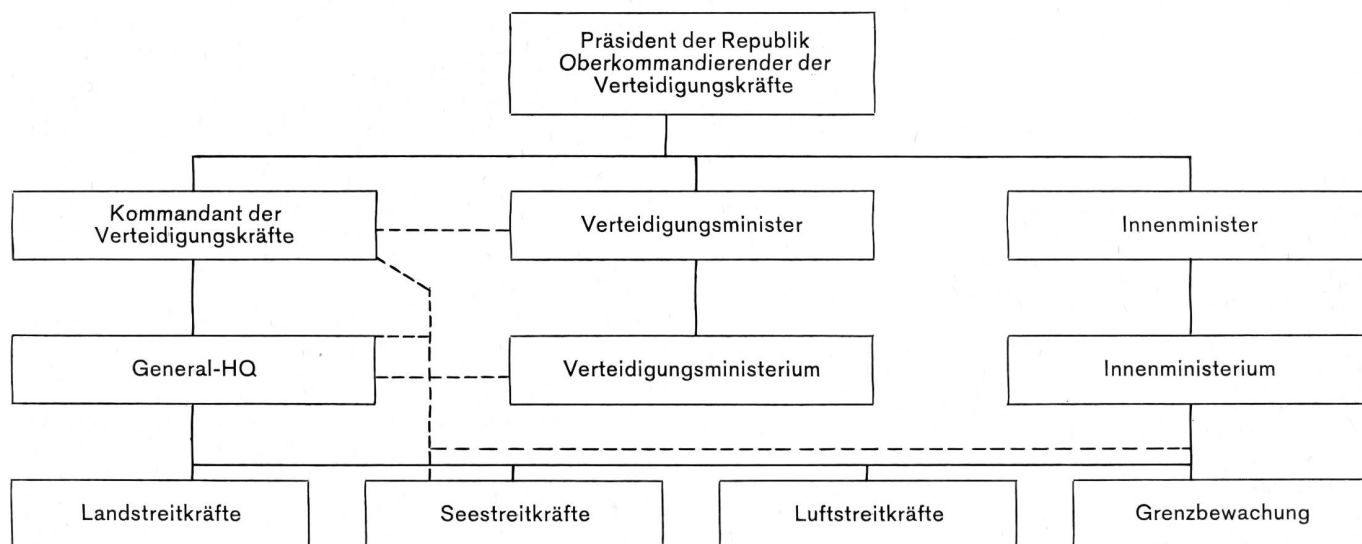 Präsident der Republik
Oberkommandierender der
Verteidigungskräfte
Kommandant der
Verteidigungskräfte
Verteidigungsminister
Innenminister
General-HQ
Verteidigungsministerium
Innenministerium
Landstreitkräfte
Seestreitkräfte
Luftstreitkräfte
Grenzbewachung